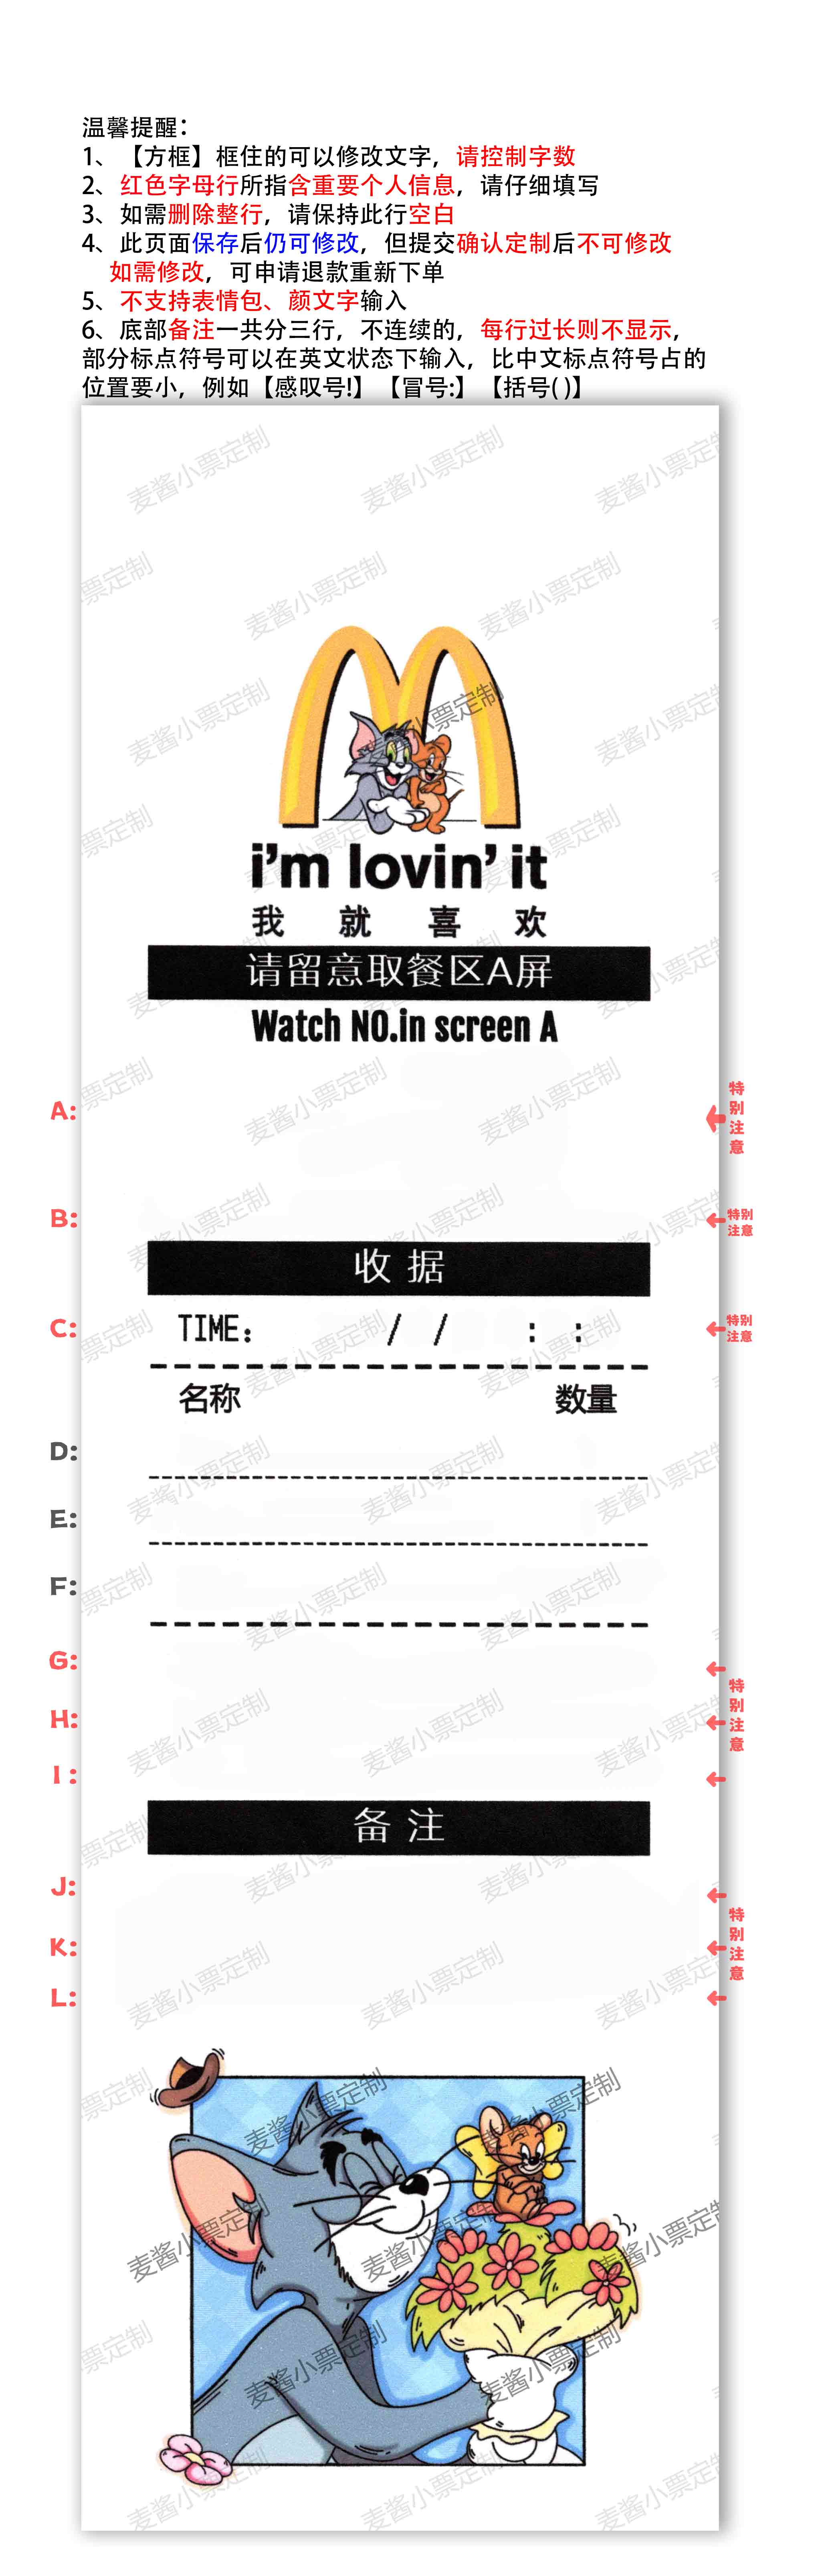 温馨提醒：
1、【方框】框住的可以修改文字，请控制字数
2、红色字母行所指含重要个人信息，请仔细填写
3、如需删除整行，请保持此行空白
4、此页面保存后仍可修改，但提交确认定制后不可修改
如需修改，可申请退款重新下单
5、不支持表情包、颜文字输入
6、底部备注一共分三行，不连续的，每行过长则不显示，
部分标点符号可以在英文状态下输入，比中文标点符号占的
位置要小，例如【感叹号!】【冒号:】【括号( )】
麦酱小票定制
i'm lovin' it
我就喜欢
请留意取餐区A屏
Watch NO.in screen A
A: 特别注意
B: 特别注意
收据
C: TIME: / / : : 特别注意
名称 数量
D:
E:
F:
G:
H: 特别注意
I:
备注
J:
K: 特别注意
L: